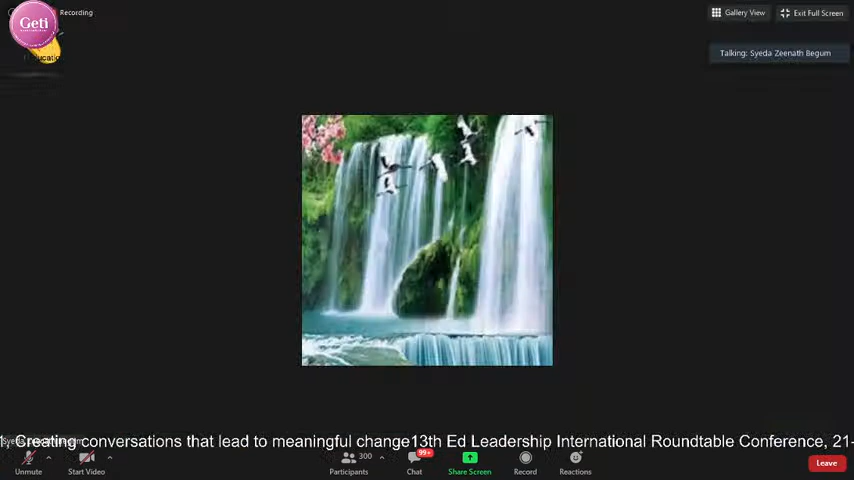 Geti
Recording
Gallery View
Exit Full Screen
Talking: Syeda Zeenath Begum
Creating conversations that lead to meaningful change13th Ed Leadership International Roundtable Conference, 21-
Unmute
Start Video
Participants
300
Chat
99+
Share Screen
Record
Reactions
Leave